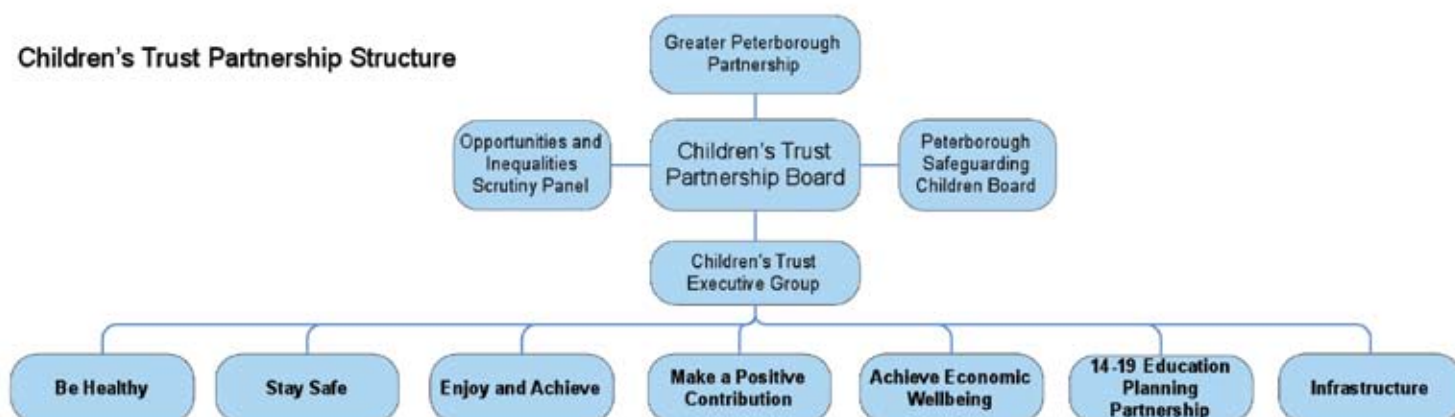 Children's Trust Partnership Structure
Greater Peterborough
Partnership
Opportunities and
Inequalities
Scrutiny Panel
Children's Trust
Partnership Board
Peterborough
Safeguarding
Children Board
Children's Trust
Executive Group
Be Healthy
Stay Safe
Enjoy and Achieve
Make a Positive
Contribution
Achieve Economic
Wellbeing
14-19 Education
Planning
Partnership
Infrastructure